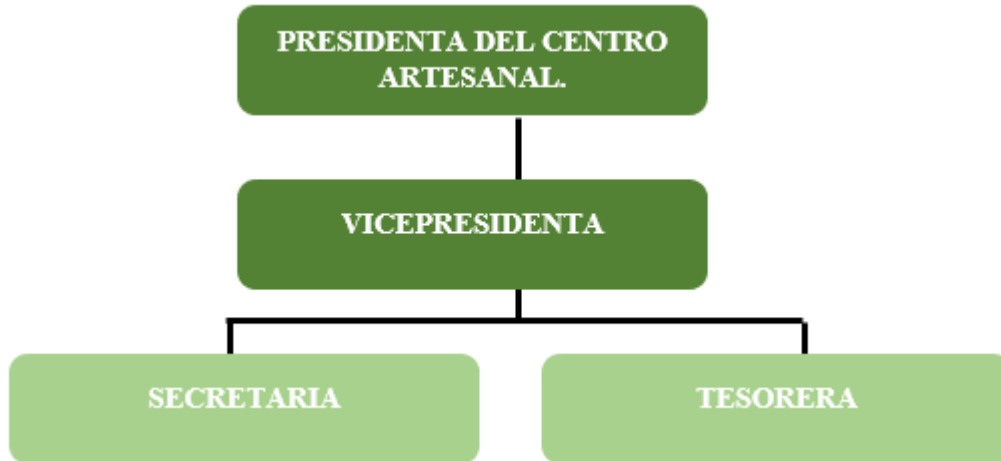 PRESIDENTA DEL CENTRO
ARTESANAL.
VICEPRESIDENTA
SECRETARIA
TESORERA